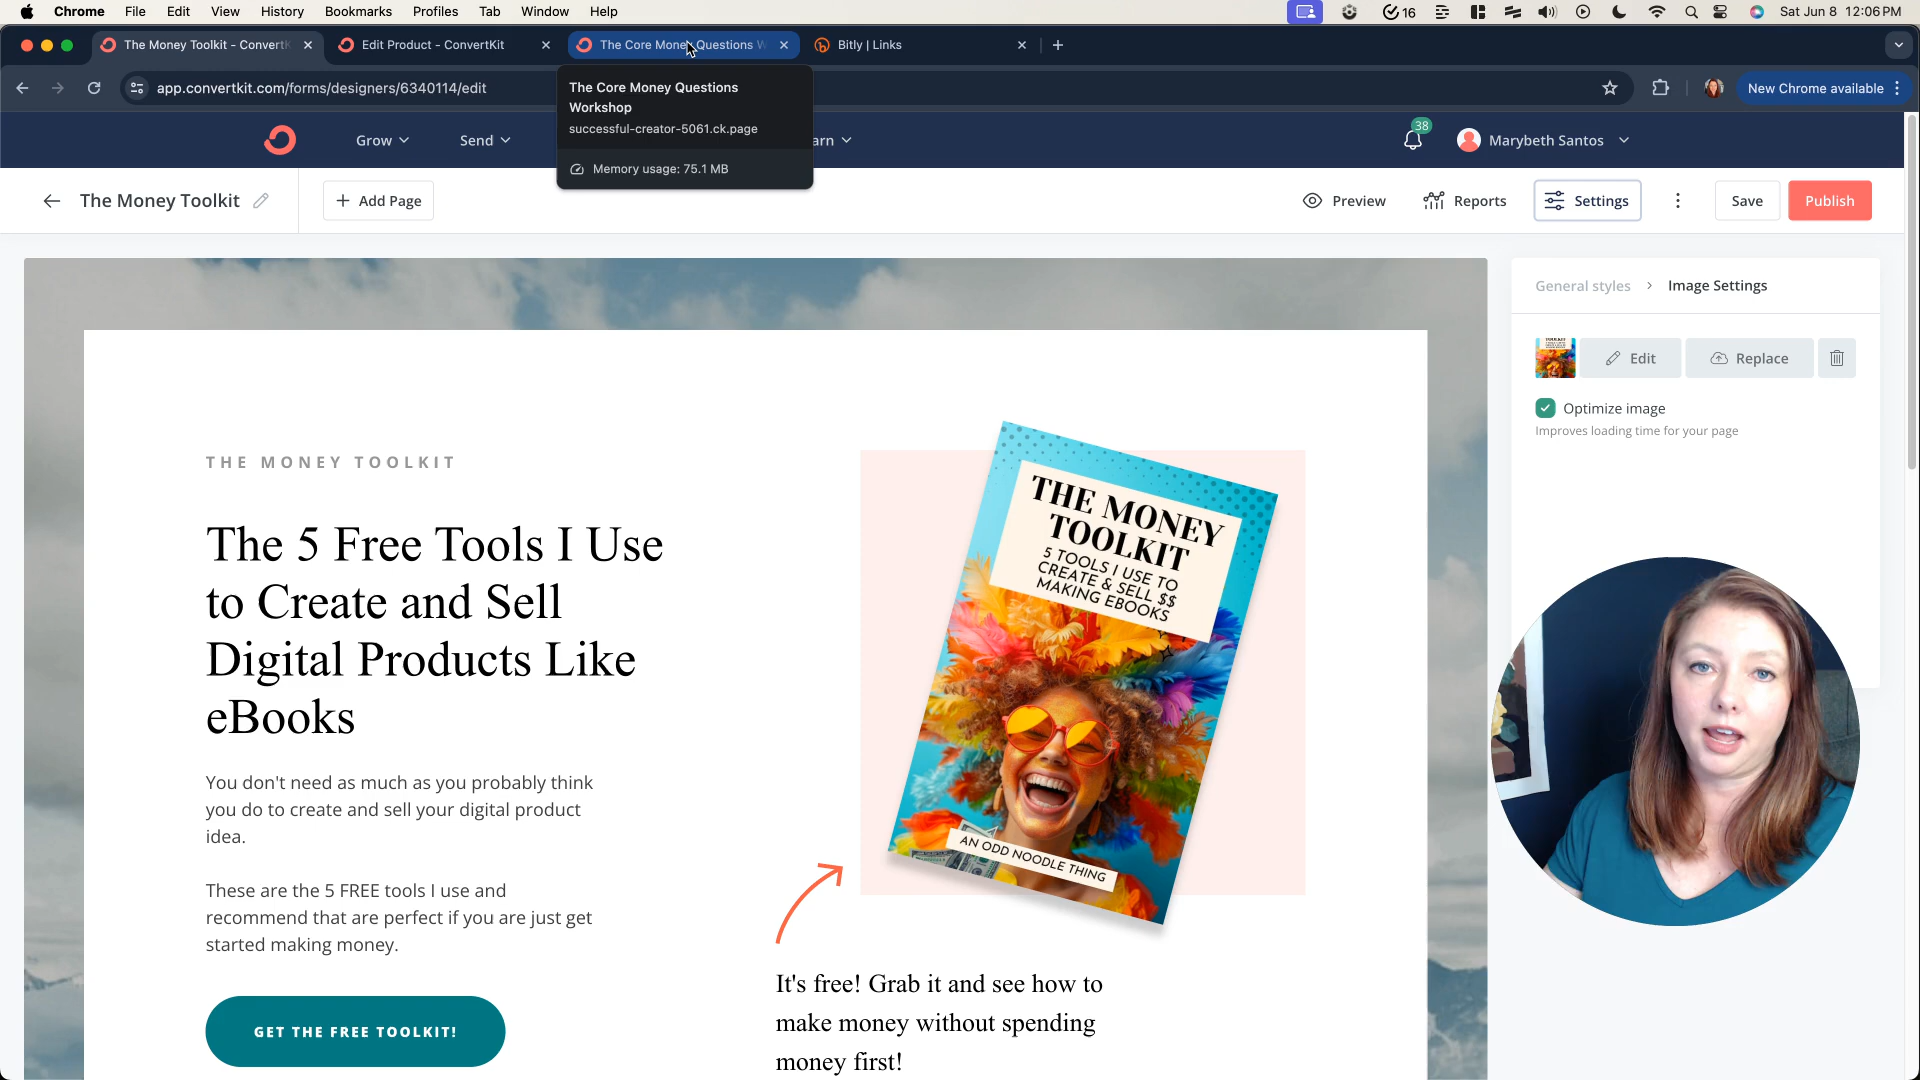 Chrome File Edit View History Bookmarks Profiles Tab Window Help
16
Sat Jun 8 12:06 PM
The Money Toolkit - ConvertK
Edit Product - ConvertKit
The Core Money Questions W
Bitly | Links
app.convertkit.com/forms/designers/6340114/edit
New Chrome available
The Core Money Questions
Workshop
successful-creator-5061.ck.page
Memory usage: 75.1 MB
Grow
Send
arn
38
Marybeth Santos
The Money Toolkit
+ Add Page
Preview
Reports
Settings
Save
Publish
General styles > Image Settings
Edit
Replace
Optimize image
Improves loading time for your page
THE MONEY TOOLKIT
The 5 Free Tools I Use
to Create and Sell
Digital Products Like
eBooks
You don't need as much as you probably think
you do to create and sell your digital product
idea.
These are the 5 FREE tools I use and
recommend that are perfect if you are just get
started making money.
GET THE FREE TOOLKIT!
THE MONEY
TOOLKIT
5 TOOLS I USE TO
CREATE & SELL $$
MAKING EBOOKS
AN ODD NOODLE THING
It's free! Grab it and see how to
make money without spending
money first!